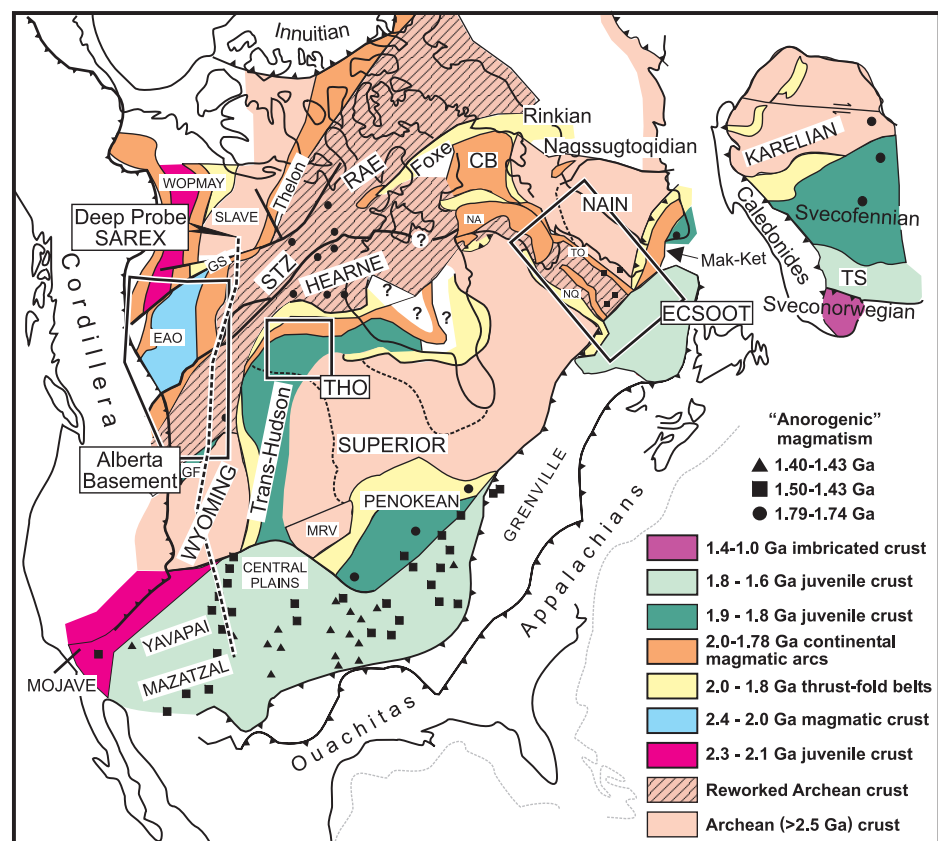 Innuitian
Rinkian
Nagssugtoqidian
Foxe
CB
RAE
Thelon
WOPMAY
SLAVE
Deep Probe
SAREX
GS
STZ
HEARNE
?
NA
NAIN
TO
NQ
Mak-Ket
ECSOOT
?
?
?
EAO
Cordillera
THO
Trans-Hudson
SUPERIOR
Alberta
Basement
GF
WYOMING
PENOKEAN
MRV
GRENVILLE
CENTRAL
PLAINS
YAVAPAI
MAZATZAL
MOJAVE
Appalachians
Ouachitas
KARELIAN
Caledonides
Svecofennian
TS
Sveconorwegian
“Anorogenic”
magmatism
1.40-1.43 Ga
1.50-1.43 Ga
1.79-1.74 Ga
1.4-1.0 Ga imbricated crust
1.8 - 1.6 Ga juvenile crust
1.9 - 1.8 Ga juvenile crust
2.0-1.78 Ga continental
magmatic arcs
2.0 - 1.8 Ga thrust-fold belts
2.4 - 2.0 Ga magmatic crust
2.3 - 2.1 Ga juvenile crust
Reworked Archean crust
Archean (>2.5 Ga) crust